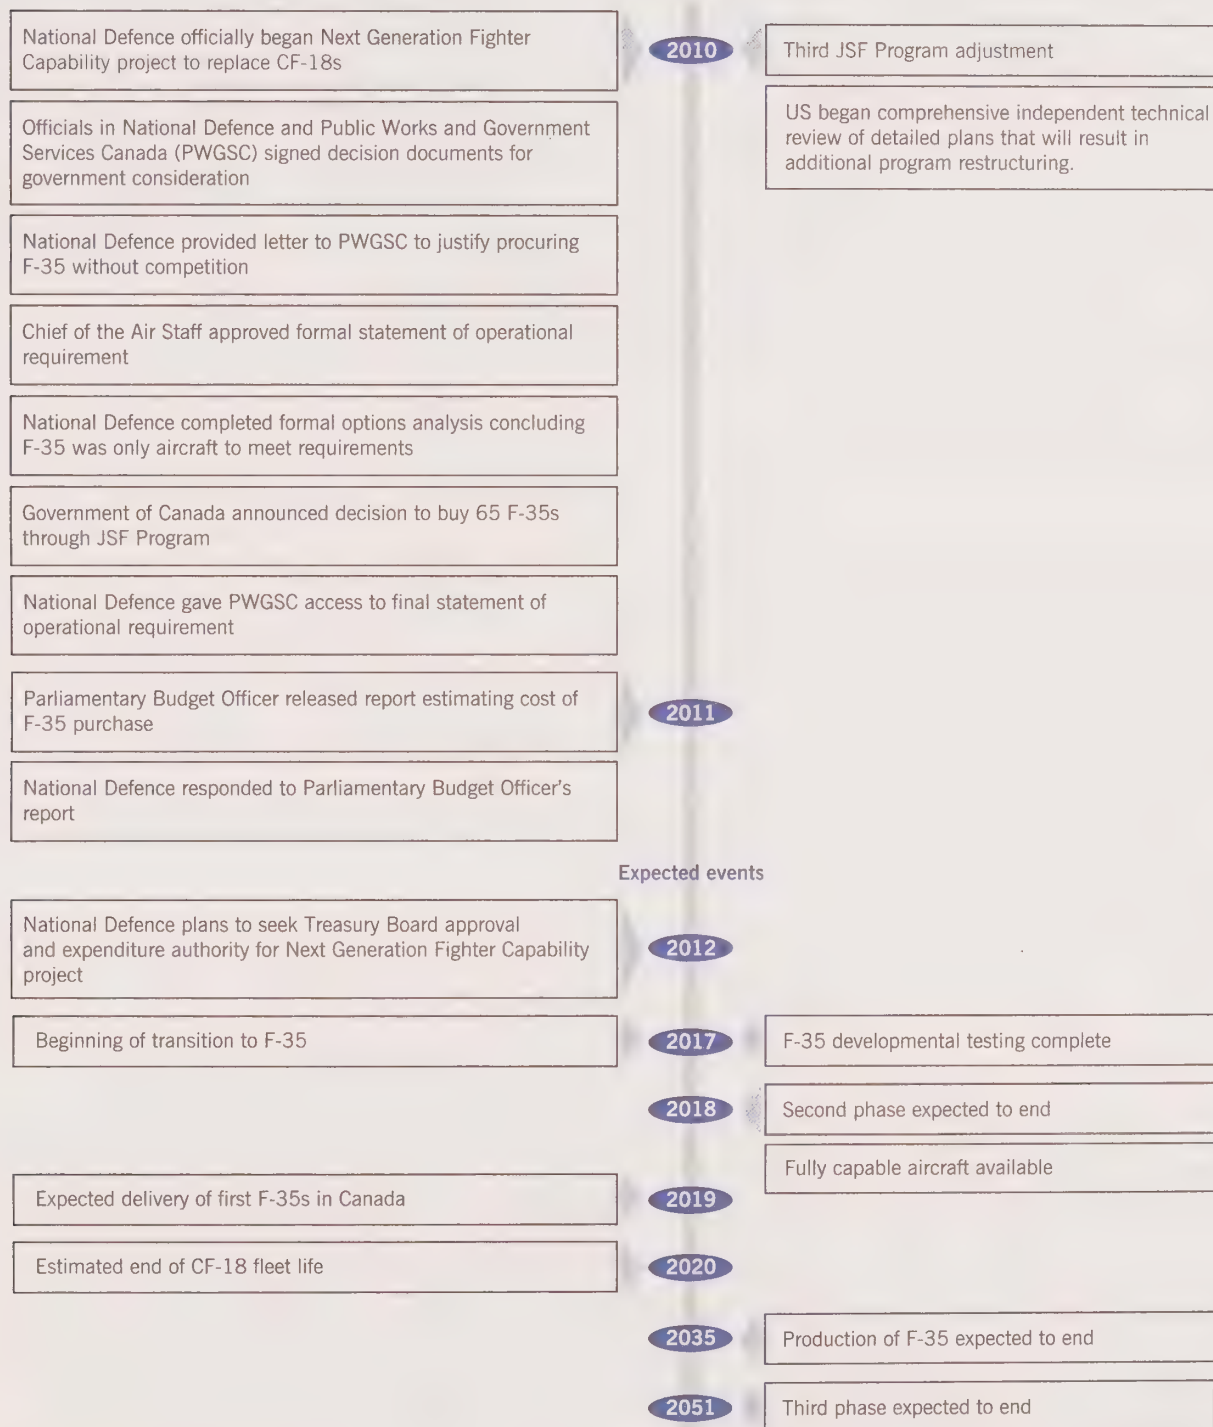 National Defence officially began Next Generation Fighter
Capability project to replace CF-18s
2010
Third JSF Program adjustment
US began comprehensive independent technical
review of detailed plans that will result in
additional program restructuring.
Officials in National Defence and Public Works and Government
Services Canada (PWGSC) signed decision documents for
government consideration
National Defence provided letter to PWGSC to justify procuring
F-35 without competition
Chief of the Air Staff approved formal statement of operational
requirement
National Defence completed formal options analysis concluding
F-35 was only aircraft to meet requirements
Government of Canada announced decision to buy 65 F-35s
through JSF Program
National Defence gave PWGSC access to final statement of
operational requirement
Parliamentary Budget Officer released report estimating cost of
F-35 purchase
2011
National Defence responded to Parliamentary Budget Officer's
report
Expected events
National Defence plans to seek Treasury Board approval
and expenditure authority for Next Generation Fighter Capability
project
2012
Beginning of transition to F-35
2017
F-35 developmental testing complete
2018
Second phase expected to end
Fully capable aircraft available
Expected delivery of first F-35s in Canada
2019
Estimated end of CF-18 fleet life
2020
2035
Production of F-35 expected to end
2051
Third phase expected to end